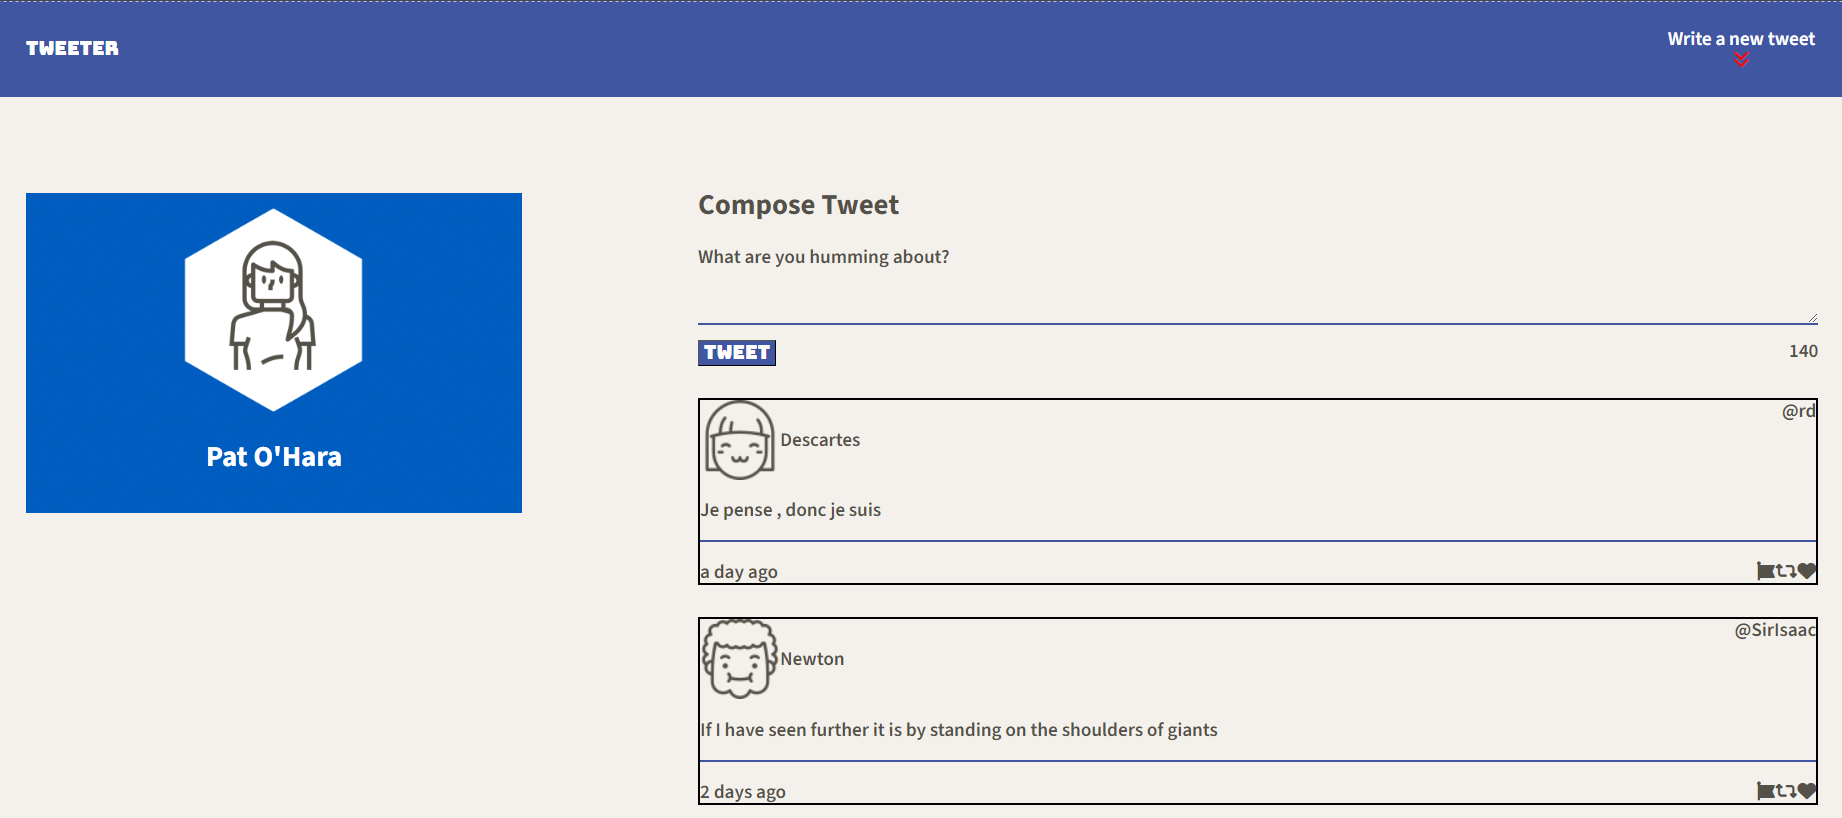 TWEETER
Write a new tweet
Pat O'Hara
Compose Tweet
What are you humming about?
TWEET
140
Descartes
@rd
Je pense , donc je suis
a day ago
Newton
@SirIsaac
If I have seen further it is by standing on the shoulders of giants
2 days ago